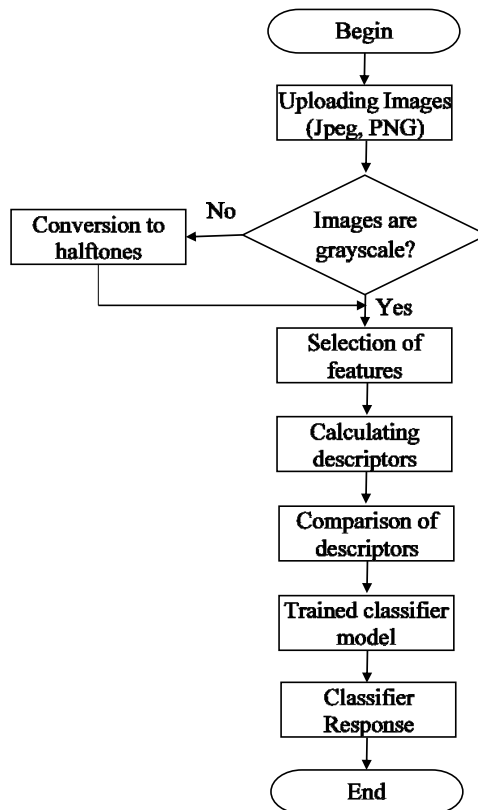 Begin
Uploading Images
(Jpeg, PNG)
No
Images are
grayscale?
Conversion to
halftones
Yes
Selection of
features
Calculating
descriptors
Comparison of
descriptors
Trained classifier
model
Classifier
Response
End